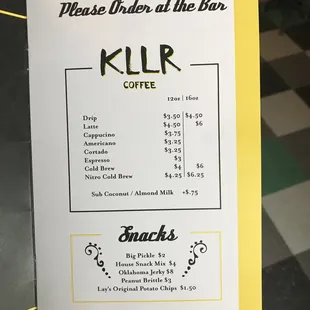 Please Order at the Bar
KLLR
COFFEE
12oz | 16oz
Drip $3.50 $4.50
Latte $4.50 $6
Cappucino $3.75
Americano $3.25
Cortado $3.25
Espresso $3
Cold Brew $4 $6
Nitro Cold Brew $4.25 $6.25
Sub Coconut / Almond Milk +$.75
Snacks
Big Pickle $2
House Snack Mix $4
Oklahoma Jerky $8
Peanut Brittle $3
Lay's Original Potato Chips $1.50